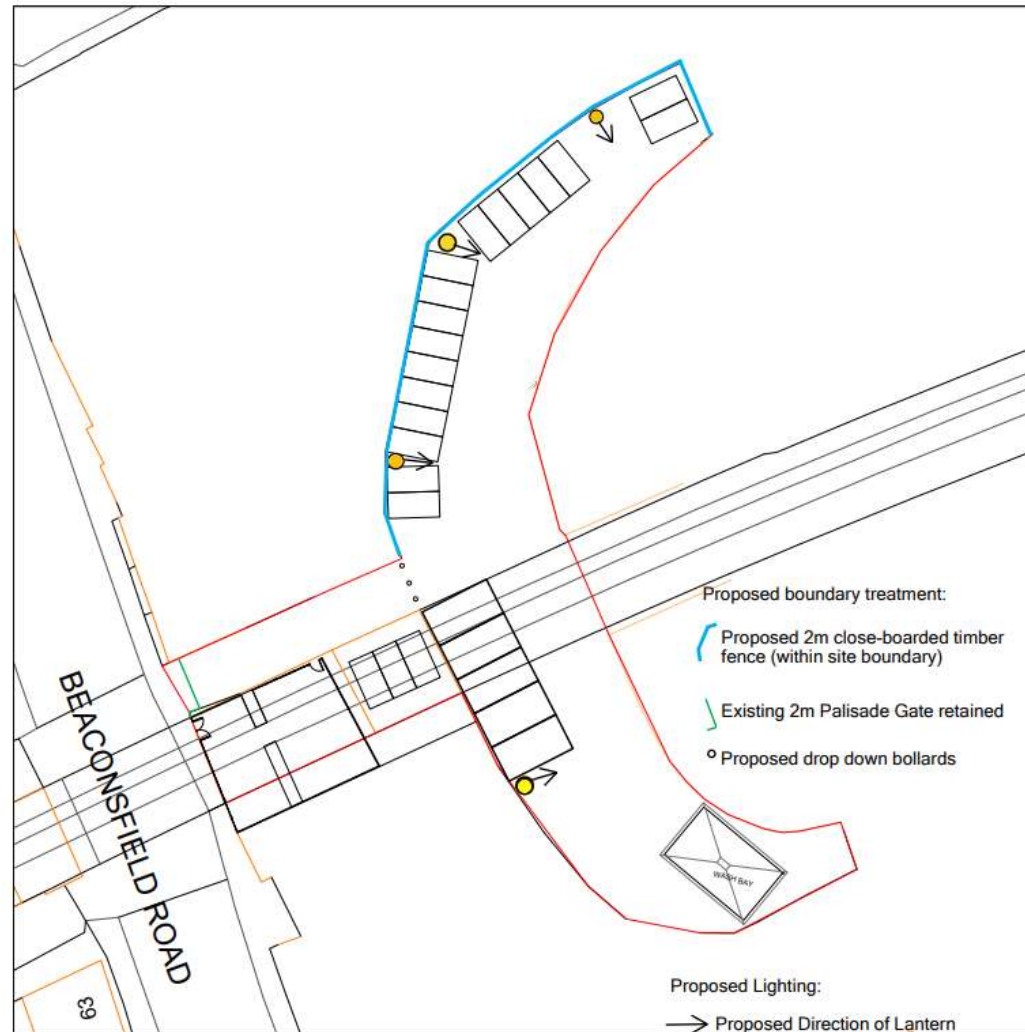 Proposed boundary treatment:
Proposed 2m close-boarded timber
fence (within site boundary)
Existing 2m Palisade Gate retained
Proposed drop down bollards
BEACONSFIELD ROAD
WASH BAY
63
Proposed Lighting:
Proposed Direction of Lantern